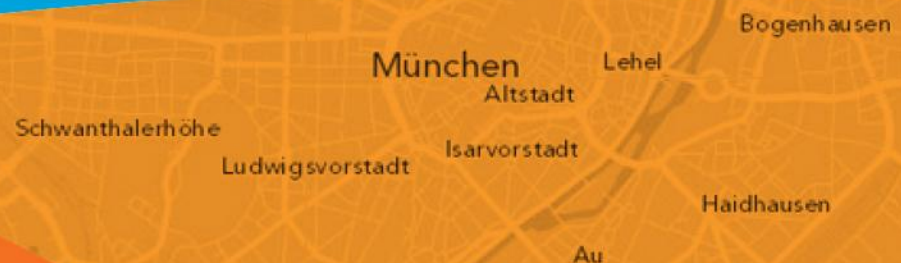 Bogenhausen
München
Lehel
Altstadt
Schwanthalerhöhe
Isarvorstadt
Ludwigsvorstadt
Haidhausen
Au